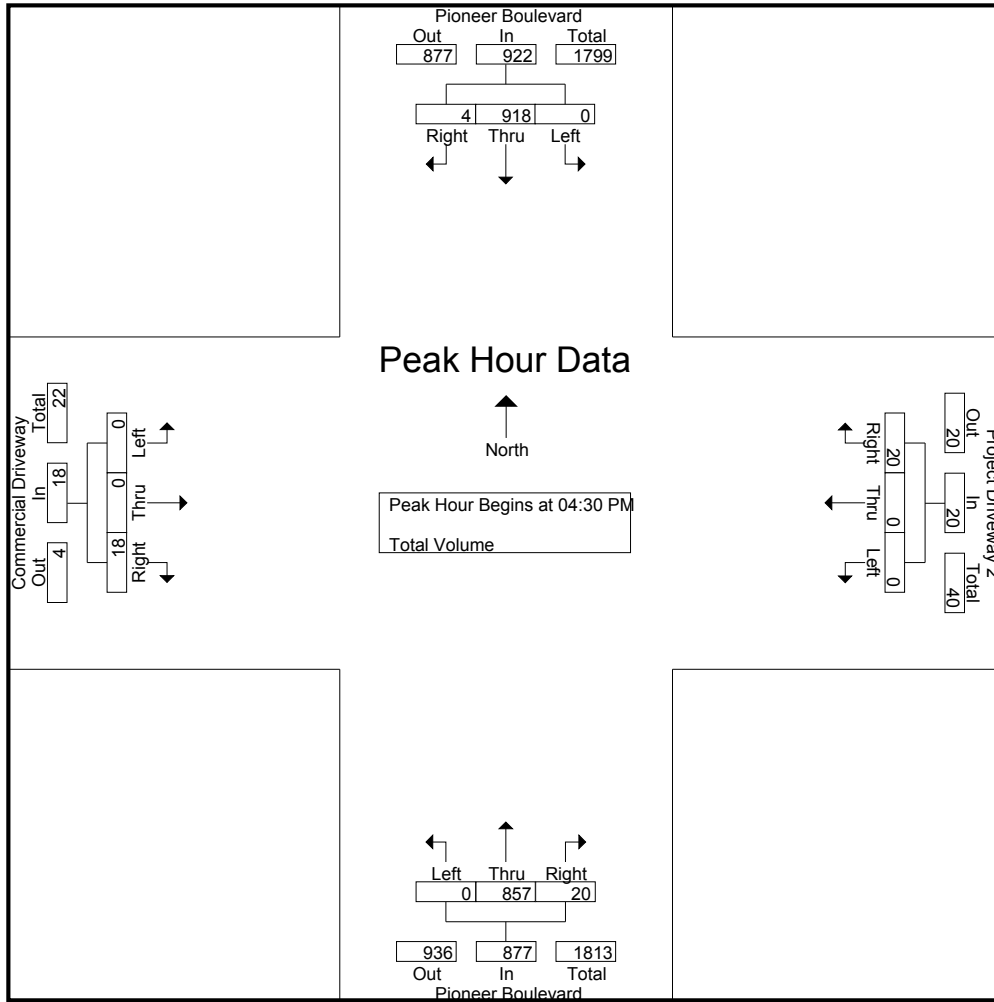 Pioneer Boulevard
Out In Total
877 922 1799
4 918 0
Right Thru Left
Peak Hour Data
North
Peak Hour Begins at 04:30 PM
Total Volume
Commercial Driveway
Out In Total
4 18 22
0 0 18
Left Thru Right
Project Driveway 2
Out In Total
20 20 40
20 0 0
Right Thru Left
Left Thru Right
0 857 20
936 877 1813
Out In Total
Pioneer Boulevard